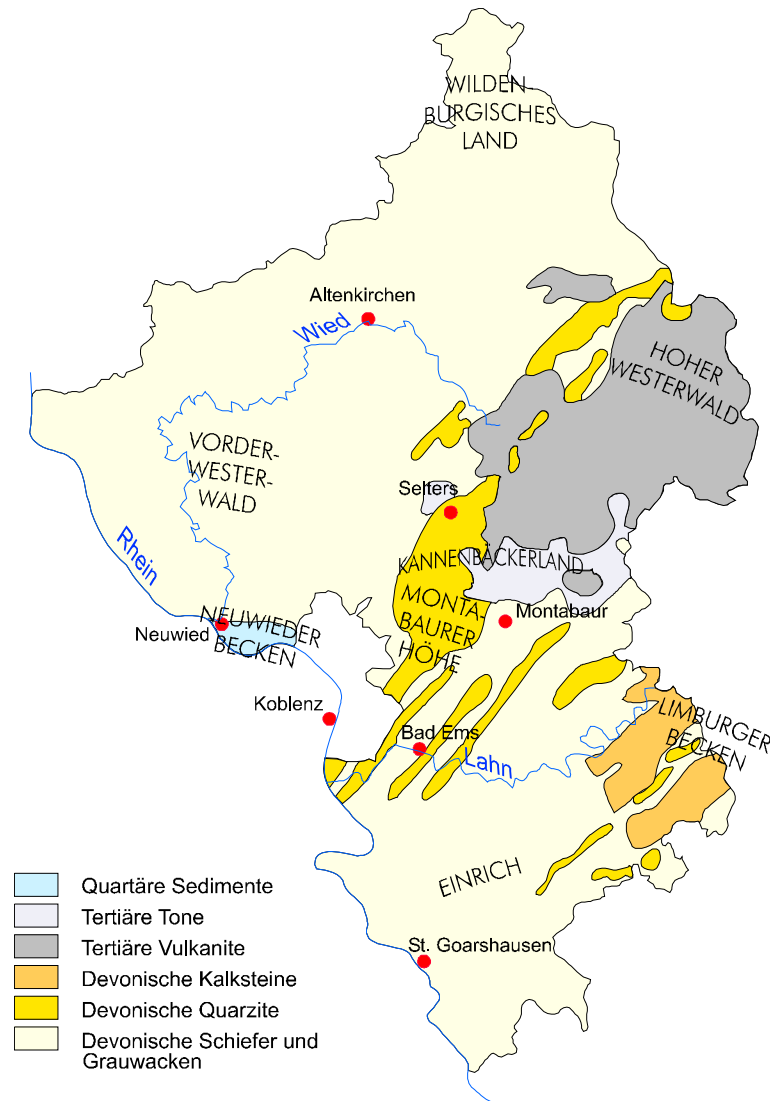 WILDEN-
BURGISCHES
LAND
Altenkirchen
Wied
HOHER
WESTERWALD
VORDER-
WESTER-
WALD
Selters
Rhein
KANNENBÄCKERLAND
MONTA-
BAURER
HÖHE
Montabaur
NEUWIEDER
BECKEN
Neuwied
Koblenz
LIMBURGER
BECKEN
Bad Ems
Lahn
EINRICH
St. Goarshausen
Quartäre Sedimente
Tertiäre Tone
Tertiäre Vulkanite
Devonische Kalksteine
Devonische Quarzite
Devonische Schiefer und
Grauwacken